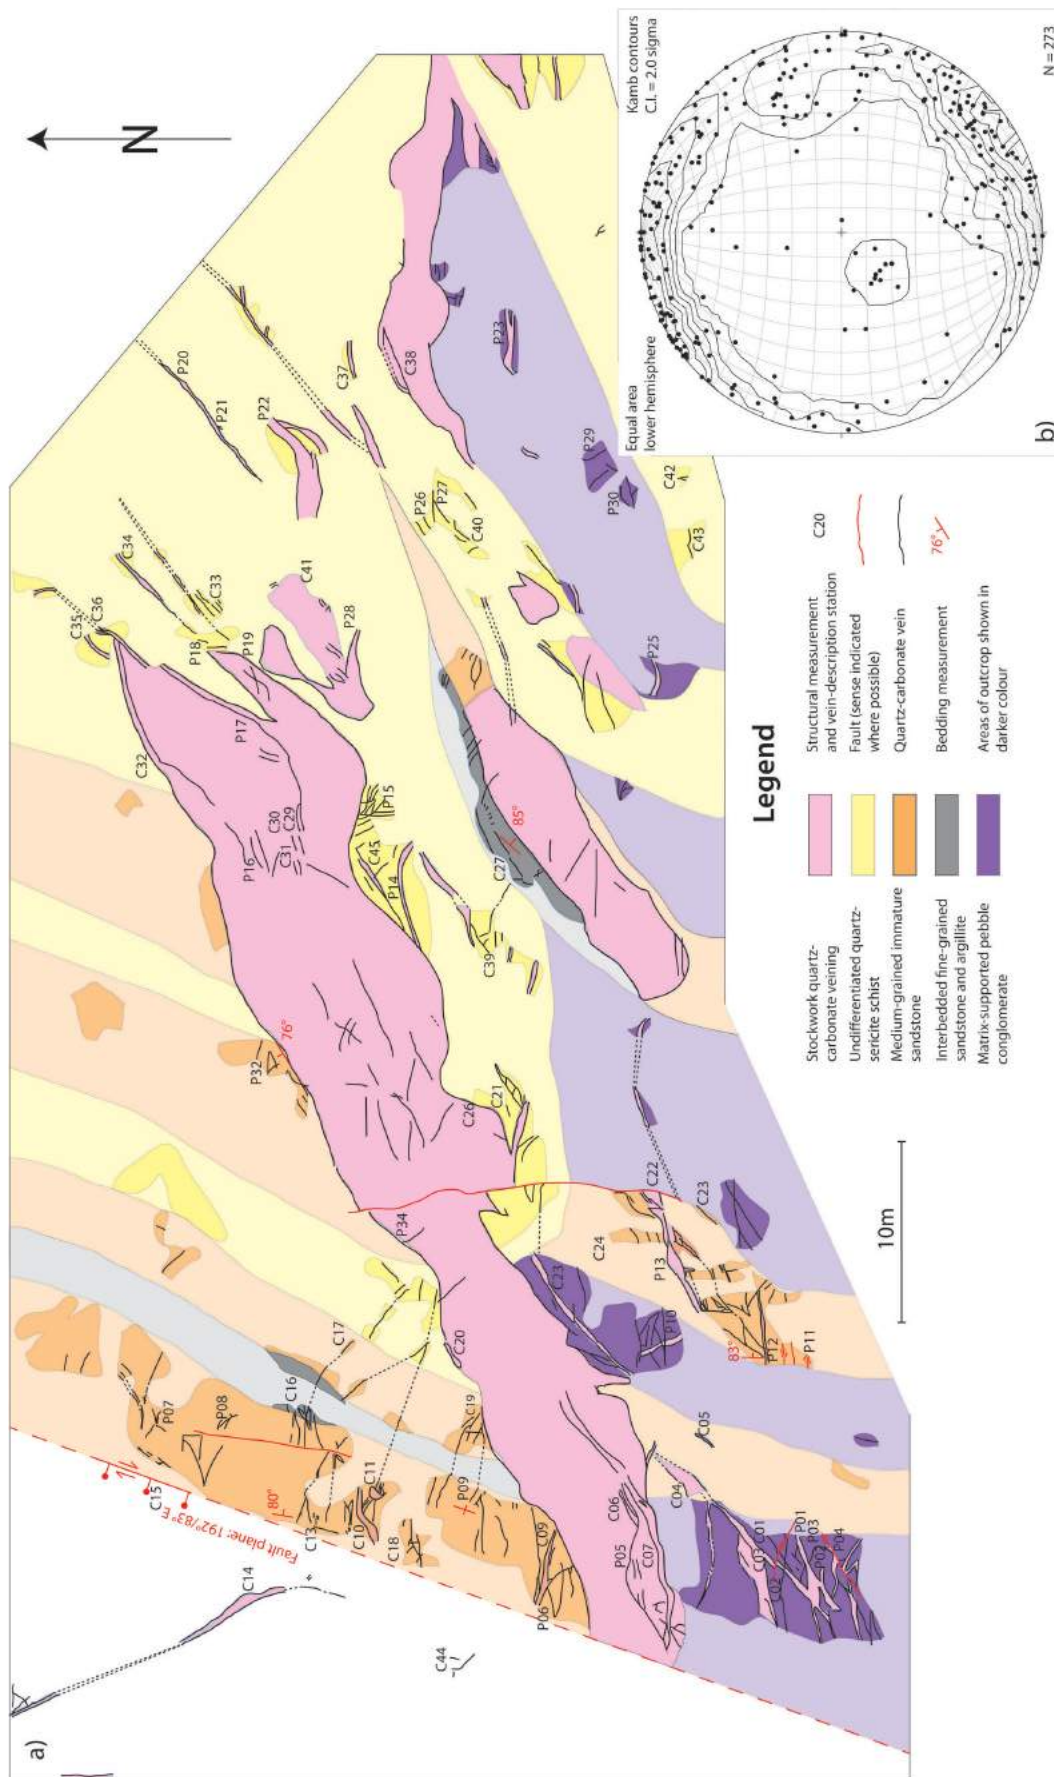 a)
N
Kamb contours
C.I. = 2.0 sigma
Equal area
lower hemisphere
N = 273
b)
Fault plane: 192°/83° E
C14
C15
C44
P07
P08
C16
C17
80°
C13
C10
C11
C18
P09
C19
C09
P06
C20
P34
P32
76°
C32
C35
C36
C34
C33
P18
P19
P17
P16
C30
C31
C29
P15
C45
P14
C41
P28
P20
P21
P22
C37
C38
P23
P26
P27
C40
P29
P30
C42
C43
P25
85°
C27
C39
C26
C21
C22
C23
C24
P13
C23
P10
83°
P12
P11
C05
C04
C06
P05
C07
C01
C03
C02
P01
P03
P02
P04
10m
Legend
Stockwork quartz-
carbonate veining
Undifferentiated quartz-
sericite schist
Medium-grained immature
sandstone
Interbedded fine-grained
sandstone and argillite
Matrix-supported pebble
conglomerate
Structural measurement
and vein-description station
C20
Fault (sense indicated
where possible)
Quartz-carbonate vein
Bedding measurement
76°
Areas of outcrop shown in
darker colour